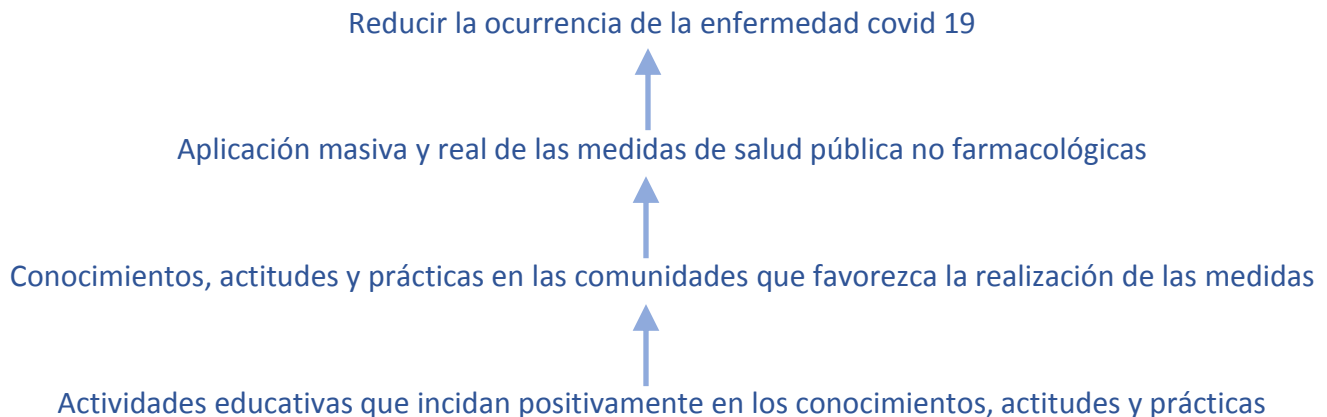 Reducir la ocurrencia de la enfermedad covid 19
Aplicación masiva y real de las medidas de salud pública no farmacológicas
Conocimientos, actitudes y prácticas en las comunidades que favorezca la realización de las medidas
Actividades educativas que incidan positivamente en los conocimientos, actitudes y prácticas